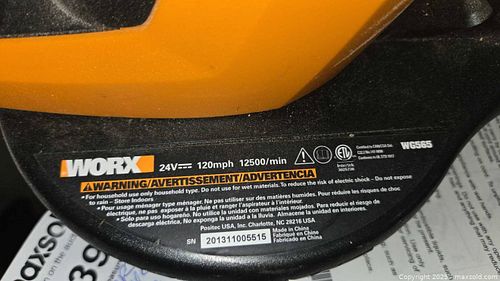 WORX 24V 120mph 12500/min WG565
WARNING/AVERTISSEMENT/ADVERTENCIA
• For household use only household type. Do not use for wet materials. To reduce the risk of electric shock – Do not expose
to rain – Store Indoors
• Pour usage ménager type ménager. Ne pas utiliser sur des matières humides. Pour réduire les risques de choc
électrique, ne pas exposez à la pluie et ranger l'aspirateur à l'intérieur.
• Sólo para uso hogareño. No utilizar con materiales mojados. Para reducir el riesgo de
descarga eléctrica, No exponga la unidad a la lluvia. Almacene la unidad en interiores.
Positec USA, Inc. Charlotte, NC 28216 USA
Made in China
Fabriqué en Chine
Fabricado en China
SN 201311005515
Copyright 2025 - maxsold.com